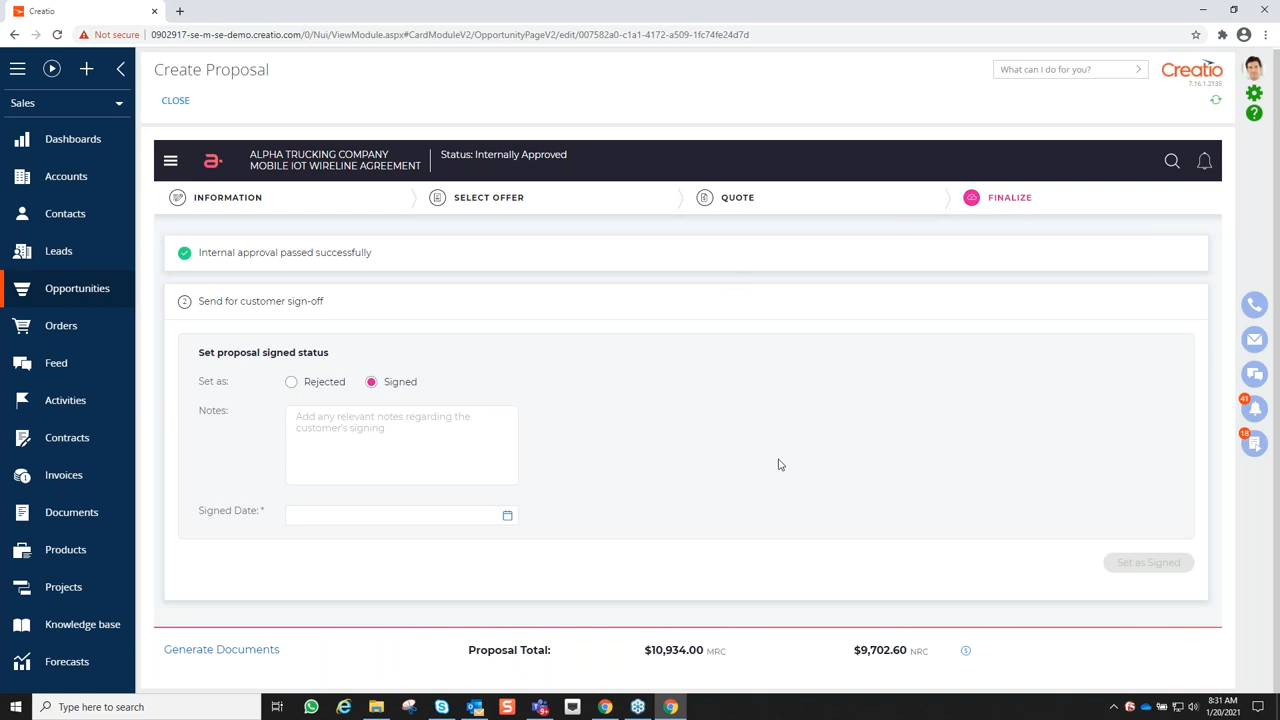 Creatio
Not secure
0902917-se-m-se-demo.creatio.com/0/Nui/ViewModule.aspx#CardModuleV2/OpportunityPageV2/edit/007582a0-c1a1-4172-a509-1fc74fe24d7d
Sales
Dashboards
Accounts
Contacts
Leads
Opportunities
Orders
Feed
Activities
Contracts
Invoices
Documents
Products
Projects
Knowledge base
Forecasts
Create Proposal
What can I do for you?
Creatio
7.16.1.2135
CLOSE
ALPHA TRUCKING COMPANY
MOBILE IOT WIRELINE AGREEMENT
Status: Internally Approved
INFORMATION
SELECT OFFER
QUOTE
FINALIZE
Internal approval passed successfully
2 Send for customer sign-off
Set proposal signed status
Set as:
Rejected
Signed
Notes:
Add any relevant notes regarding the
customer's signing
Signed Date: *
Set as Signed
Generate Documents
Proposal Total:
$10,934.00 MRC
$9,702.60 NRC
41
18
Type here to search
8:31 AM
1/20/2021